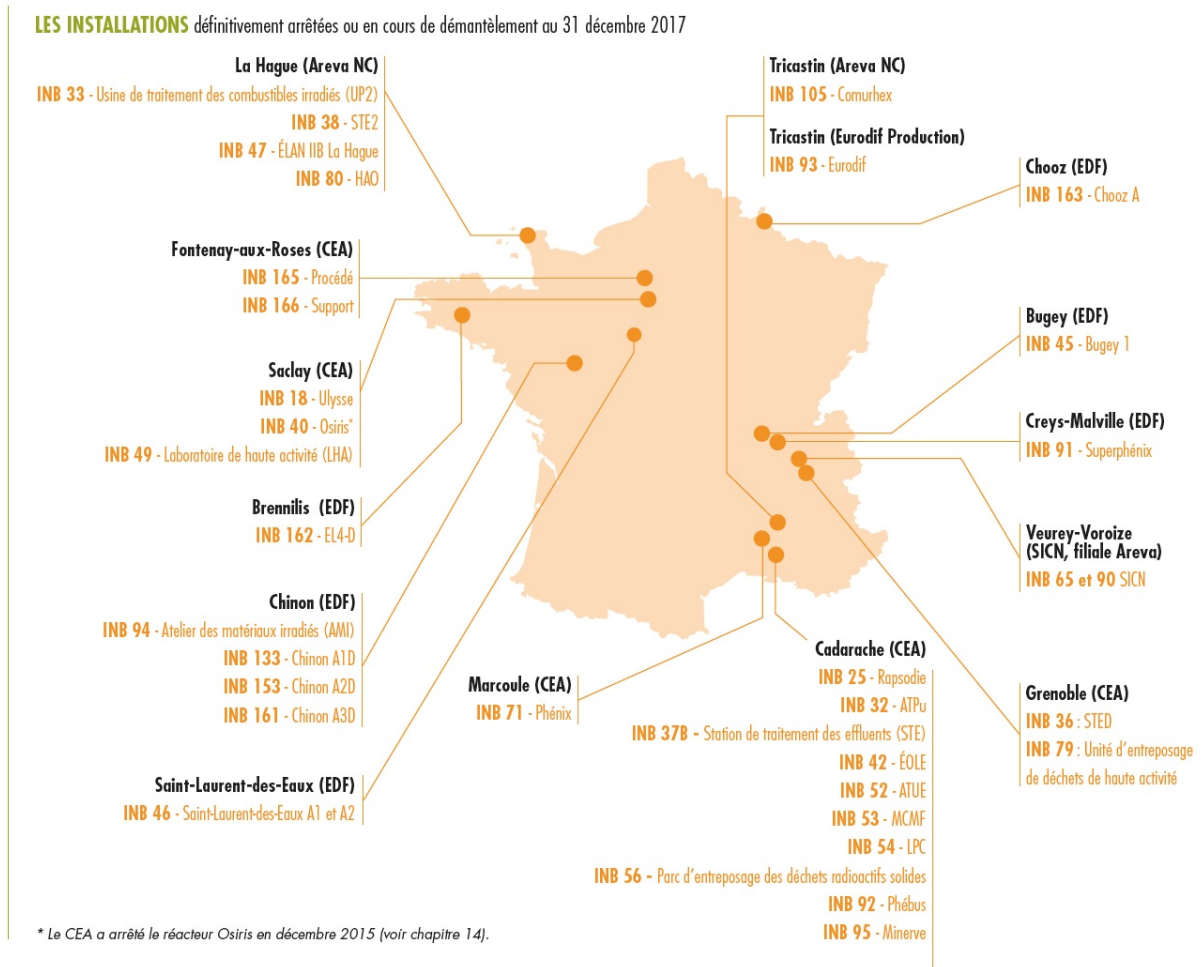 LES INSTALLATIONS définitivement arrêtées ou en cours de démantèlement au 31 décembre 2017
La Hague (Areva NC)
INB 33 - Usine de traitement des combustibles irradiés (UP2)
INB 38 - STE2
INB 47 - ÉLAN IIB La Hague
INB 80 - HAO
Fontenay-aux-Roses (CEA)
INB 165 - Procédé
INB 166 - Support
Saclay (CEA)
INB 18 - Ulysse
INB 40 - Osiris*
INB 49 - Laboratoire de haute activité (LHA)
Brennilis (EDF)
INB 162 - EL4-D
Chinon (EDF)
INB 94 - Atelier des matériaux irradiés (AMI)
INB 133 - Chinon A1D
INB 153 - Chinon A2D
INB 161 - Chinon A3D
Saint-Laurent-des-Eaux (EDF)
INB 46 - Saint-Laurent-des-Eaux A1 et A2
Tricastin (Areva NC)
INB 105 - Comurhex
Tricastin (Eurodif Production)
INB 93 - Eurodif
Chooz (EDF)
INB 163 - Chooz A
Bugey (EDF)
INB 45 - Bugey 1
Creys-Malville (EDF)
INB 91 - Superphénix
Veurey-Voroize
(SICN, filiale Areva)
INB 65 et 90 SICN
Grenoble (CEA)
INB 36 : STED
INB 79 : Unité d'entreposage
de déchets de haute activité
Marcoule (CEA)
INB 71 - Phénix
Cadarache (CEA)
INB 25 - Rapsodie
INB 32 - ATPu
INB 37B - Station de traitement des effluents (STE)
INB 42 - ÉOLE
INB 52 - ATUE
INB 53 - MCMF
INB 54 - LPC
INB 56 - Parc d'entreposage des déchets radioactifs solides
INB 92 - Phébus
INB 95 - Minerve
* Le CEA a arrêté le réacteur Osiris en décembre 2015 (voir chapitre 14).